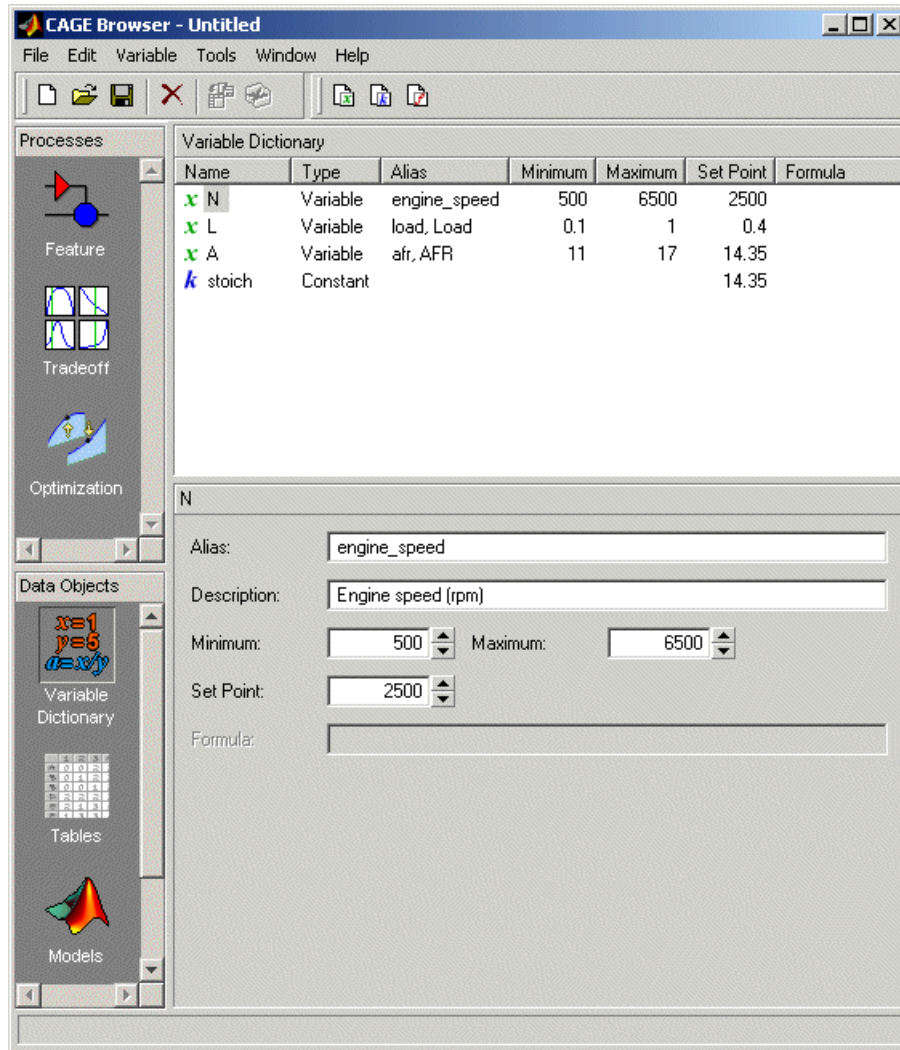 CAGE Browser - Untitled
File Edit Variable Tools Window Help
Processes
Feature
Tradeoff
Optimization
Data Objects
x=1
y=5
a=x/y
Variable
Dictionary
Tables
Models
Variable Dictionary
Name Type Alias Minimum Maximum Set Point Formula
x N Variable engine_speed 500 6500 2500
x L Variable load, Load 0.1 1 0.4
x A Variable afr, AFR 11 17 14.35
k stoich Constant 14.35
N
Alias: engine_speed
Description: Engine speed (rpm)
Minimum: 500 Maximum: 6500
Set Point: 2500
Formula: